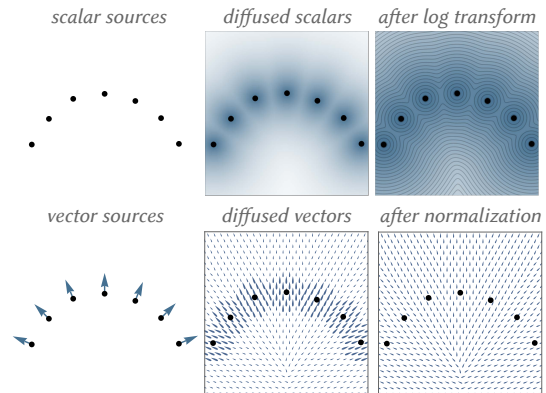 scalar sources
diffused scalars
after log transform
vector sources
diffused vectors
after normalization